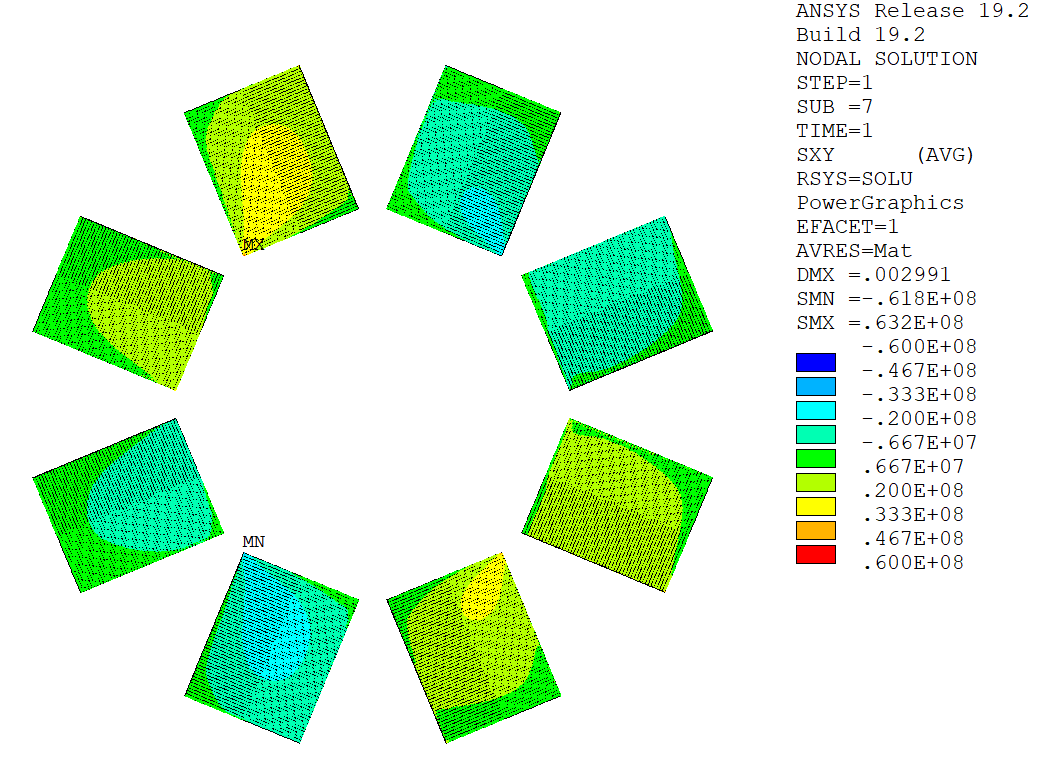 ANSYS Release 19.2
Build 19.2
NODAL SOLUTION
STEP=1
SUB =7
TIME=1
SXY (AVG)
RSYS=SOLU
PowerGraphics
EFACET=1
AVRES=Mat
DMX =.002991
SMN =-.618E+08
SMX =.632E+08
-.600E+08
-.467E+08
-.333E+08
-.200E+08
-.667E+07
.667E+07
.200E+08
.333E+08
.467E+08
.600E+08
MX
MN